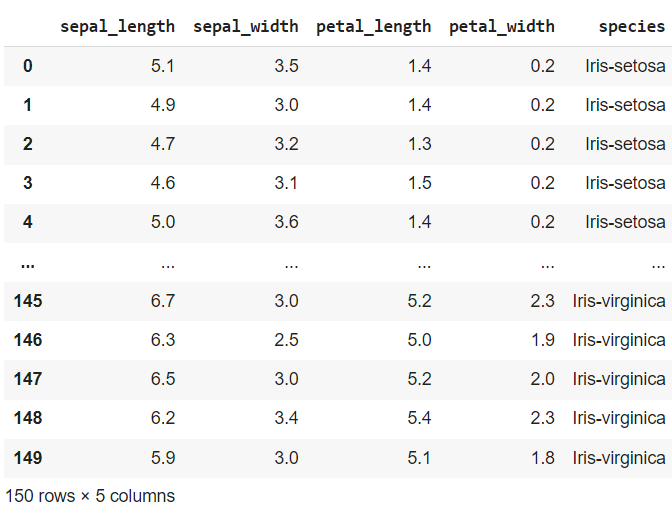 sepal_length sepal_width petal_length petal_width species
0 5.1 3.5 1.4 0.2 Iris-setosa
1 4.9 3.0 1.4 0.2 Iris-setosa
2 4.7 3.2 1.3 0.2 Iris-setosa
3 4.6 3.1 1.5 0.2 Iris-setosa
4 5.0 3.6 1.4 0.2 Iris-setosa
... ... ... ... ... ...
145 6.7 3.0 5.2 2.3 Iris-virginica
146 6.3 2.5 5.0 1.9 Iris-virginica
147 6.5 3.0 5.2 2.0 Iris-virginica
148 6.2 3.4 5.4 2.3 Iris-virginica
149 5.9 3.0 5.1 1.8 Iris-virginica
150 rows × 5 columns